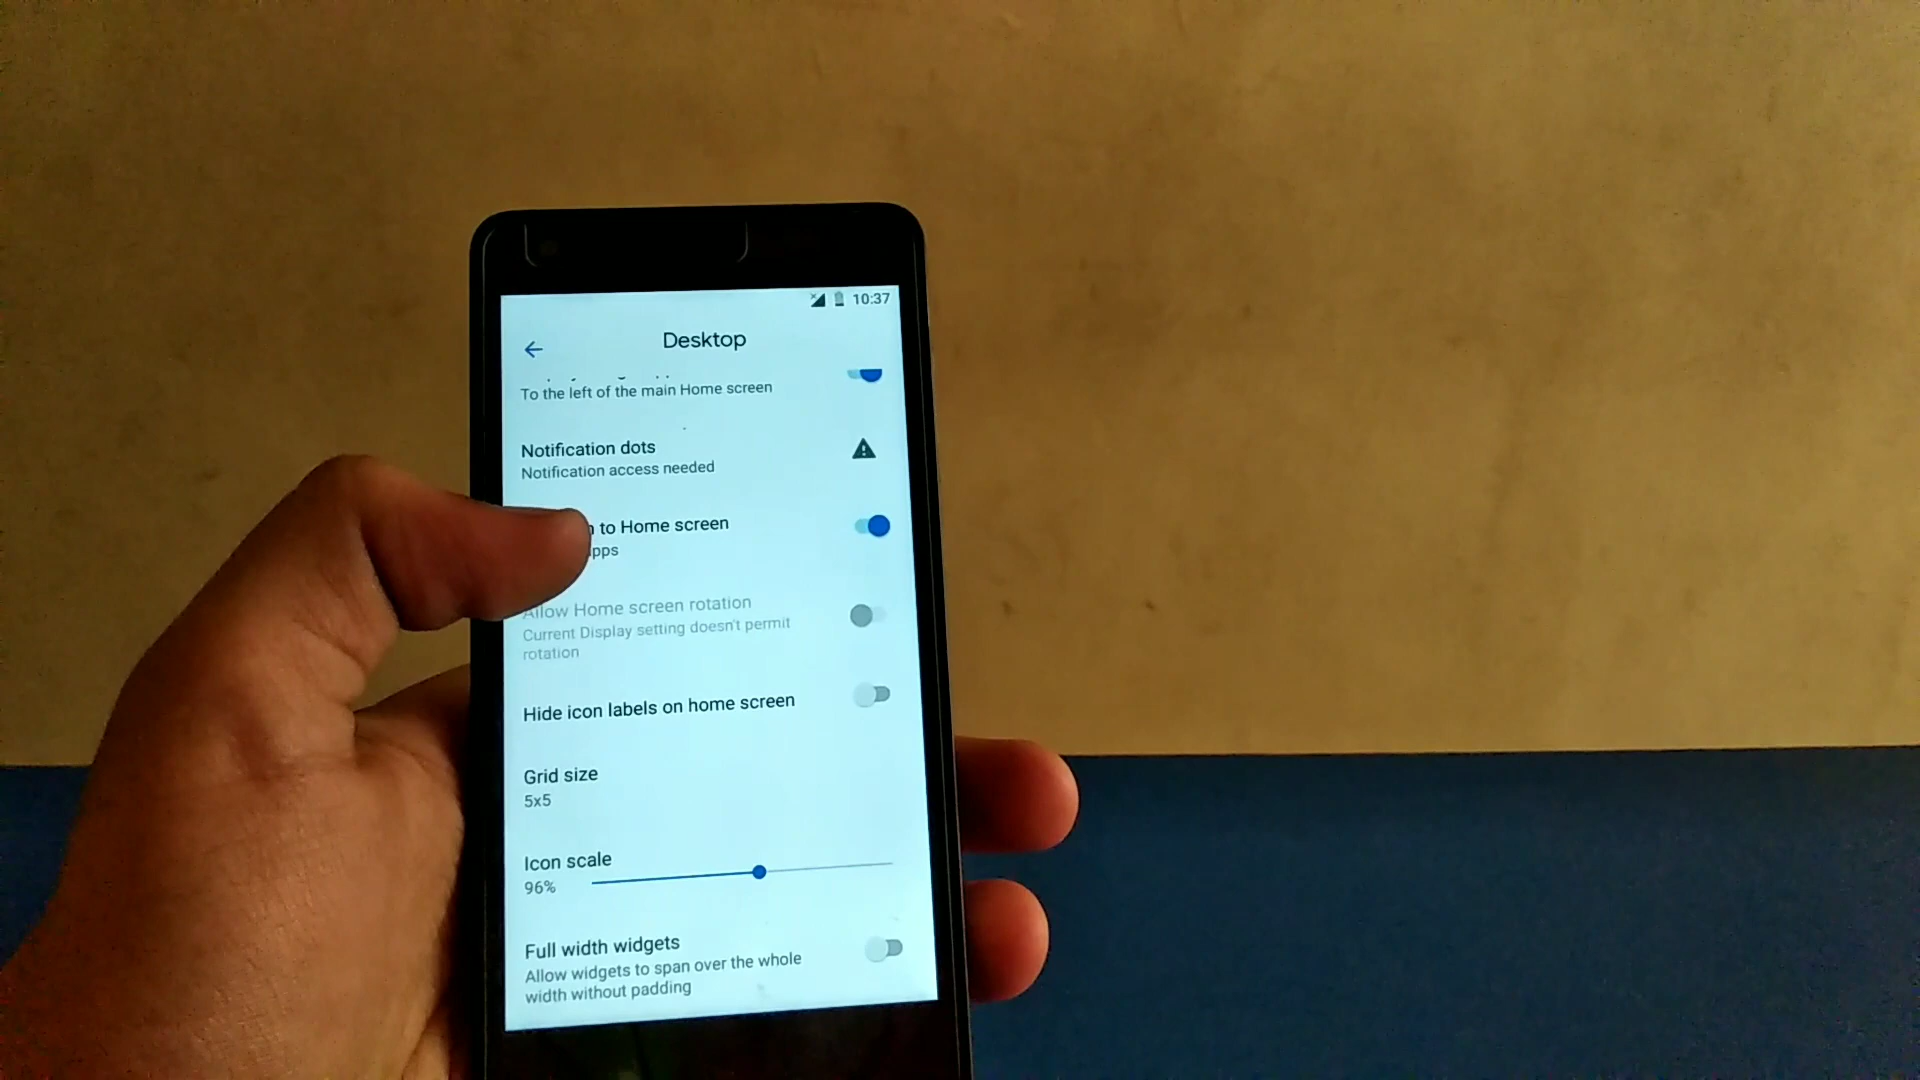 10:37
Desktop
To the left of the main Home screen
Notification dots
Notification access needed
to Home screen
Allow Home screen rotation
Current Display setting doesn't permit
rotation
Hide icon labels on home screen
Grid size
5x5
Icon scale
96%
Full width widgets
Allow widgets to span over the whole
width without padding